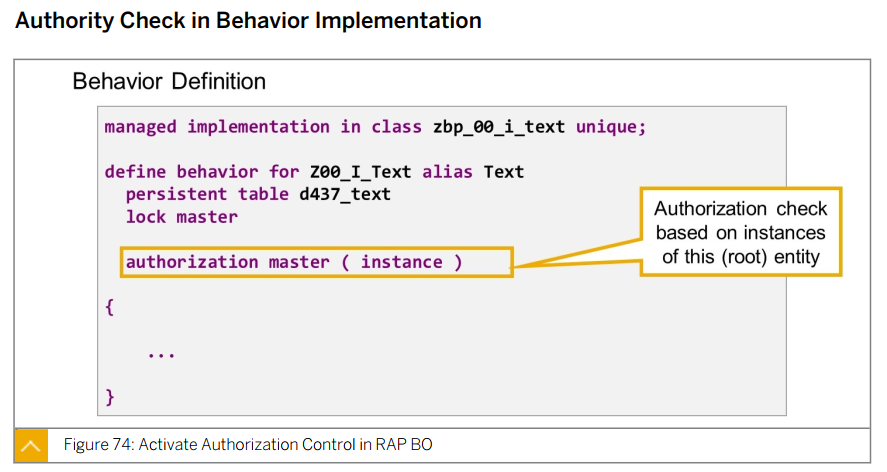 Authority Check in Behavior Implementation
Behavior Definition
managed implementation in class zbp_00_i_text unique;
define behavior for Z00_I_Text alias Text
persistent table d437_text
lock master
authorization master ( instance )
{
...
}
Authorization check
based on instances
of this (root) entity
Figure 74: Activate Authorization Control in RAP BO